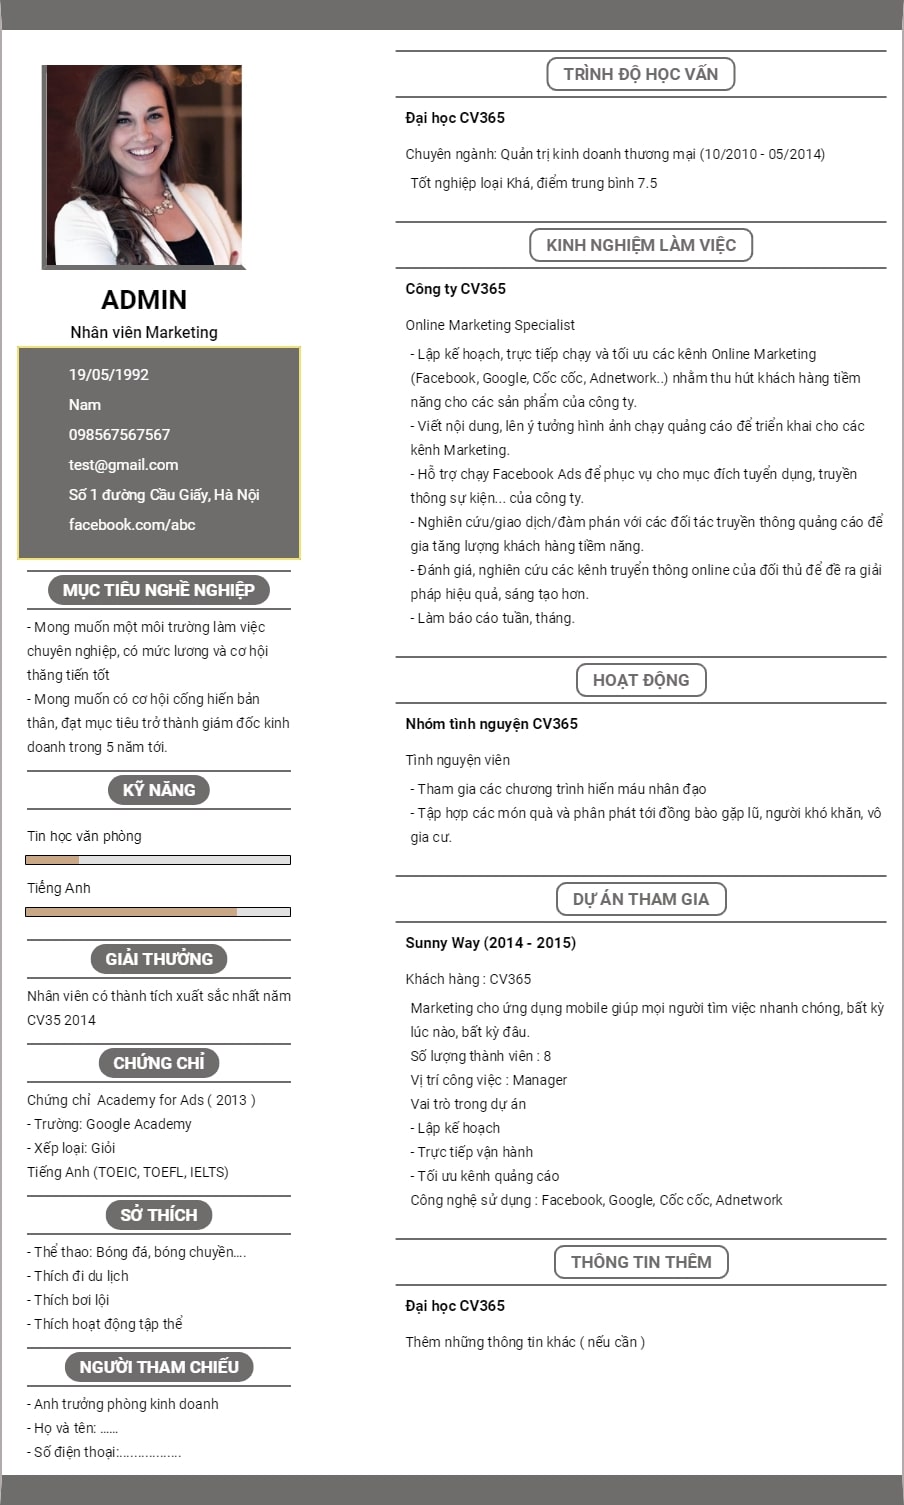 ADMIN
Nhân viên Marketing
19/05/1992
Nam
098567567567
test@gmail.com
Số 1 đường Cầu Giấy, Hà Nội
facebook.com/abc
MỤC TIÊU NGHỀ NGHIỆP
- Mong muốn một môi trường làm việc
chuyên nghiệp, có mức lương và cơ hội
thăng tiến tốt
- Mong muốn có cơ hội cống hiến bản
thân, đạt mục tiêu trở thành giám đốc kinh
doanh trong 5 năm tới.
KỸ NĂNG
Tin học văn phòng
Tiếng Anh
GIẢI THƯỞNG
Nhân viên có thành tích xuất sắc nhất năm
CV35 2014
CHỨNG CHỈ
Chứng chỉ  Academy for Ads ( 2013 )
- Trường: Google Academy
- Xếp loại: Giỏi
Tiếng Anh (TOEIC, TOEFL, IELTS)
SỞ THÍCH
- Thể thao: Bóng đá, bóng chuyền....
- Thích đi du lịch
- Thích bơi lội
- Thích hoạt động tập thể
NGƯỜI THAM CHIẾU
- Anh trưởng phòng kinh doanh
- Họ và tên: ......
- Số điện thoại:.................
TRÌNH ĐỘ HỌC VẤN
Đại học CV365
Chuyên ngành: Quản trị kinh doanh thương mại (10/2010 - 05/2014)
Tốt nghiệp loại Khá, điểm trung bình 7.5
KINH NGHIỆM LÀM VIỆC
Công ty CV365
Online Marketing Specialist
- Lập kế hoạch, trực tiếp chạy và tối ưu các kênh Online Marketing
(Facebook, Google, Cốc cốc, Adnetwork..) nhằm thu hút khách hàng tiềm
năng cho các sản phẩm của công ty.
- Viết nội dung, lên ý tưởng hình ảnh chạy quảng cáo để triển khai cho các
kênh Marketing.
- Hỗ trợ chạy Facebook Ads để phục vụ cho mục đích tuyển dụng, truyền
thông sự kiện... của công ty.
- Nghiên cứu/giao dịch/đàm phán với các đối tác truyền thông quảng cáo để
gia tăng lượng khách hàng tiềm năng.
- Đánh giá, nghiên cứu các kênh truyển thông online của đối thủ để đề ra giải
pháp hiệu quả, sáng tạo hơn.
- Làm báo cáo tuần, tháng.
HOẠT ĐỘNG
Nhóm tình nguyện CV365
Tình nguyện viên
- Tham gia các chương trình hiến máu nhân đạo
- Tập hợp các món quà và phân phát tới đồng bào gặp lũ, người khó khăn, vô
gia cư.
DỰ ÁN THAM GIA
Sunny Way (2014 - 2015)
Khách hàng : CV365
Marketing cho ứng dụng mobile giúp mọi người tìm việc nhanh chóng, bất kỳ
lúc nào, bất kỳ đâu.
Số lượng thành viên : 8
Vị trí công việc : Manager
Vai trò trong dự án
- Lập kế hoạch
- Trực tiếp vận hành
- Tối ưu kênh quảng cáo
Công nghệ sử dụng : Facebook, Google, Cốc cốc, Adnetwork
THÔNG TIN THÊM
Đại học CV365
Thêm những thông tin khác ( nếu cần )